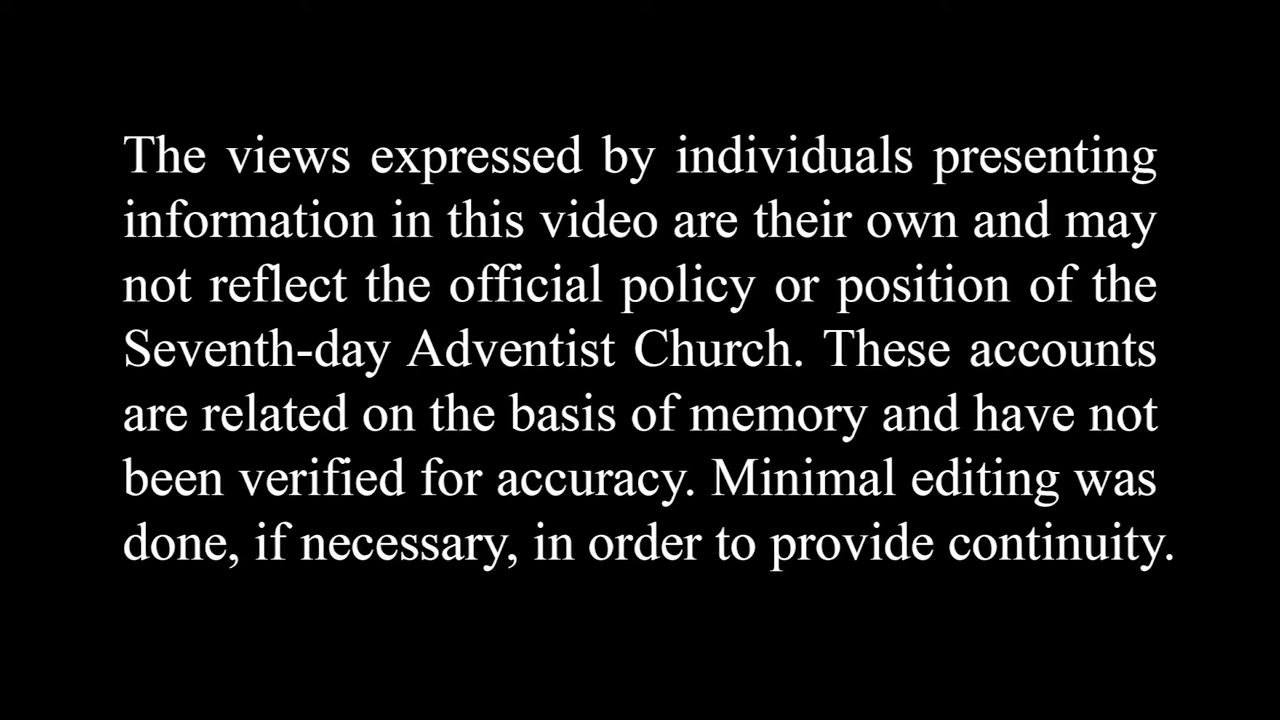 The views expressed by individuals presenting
information in this video are their own and may
not reflect the official policy or position of the
Seventh-day Adventist Church. These accounts
are related on the basis of memory and have not
been verified for accuracy. Minimal editing was
done, if necessary, in order to provide continuity.